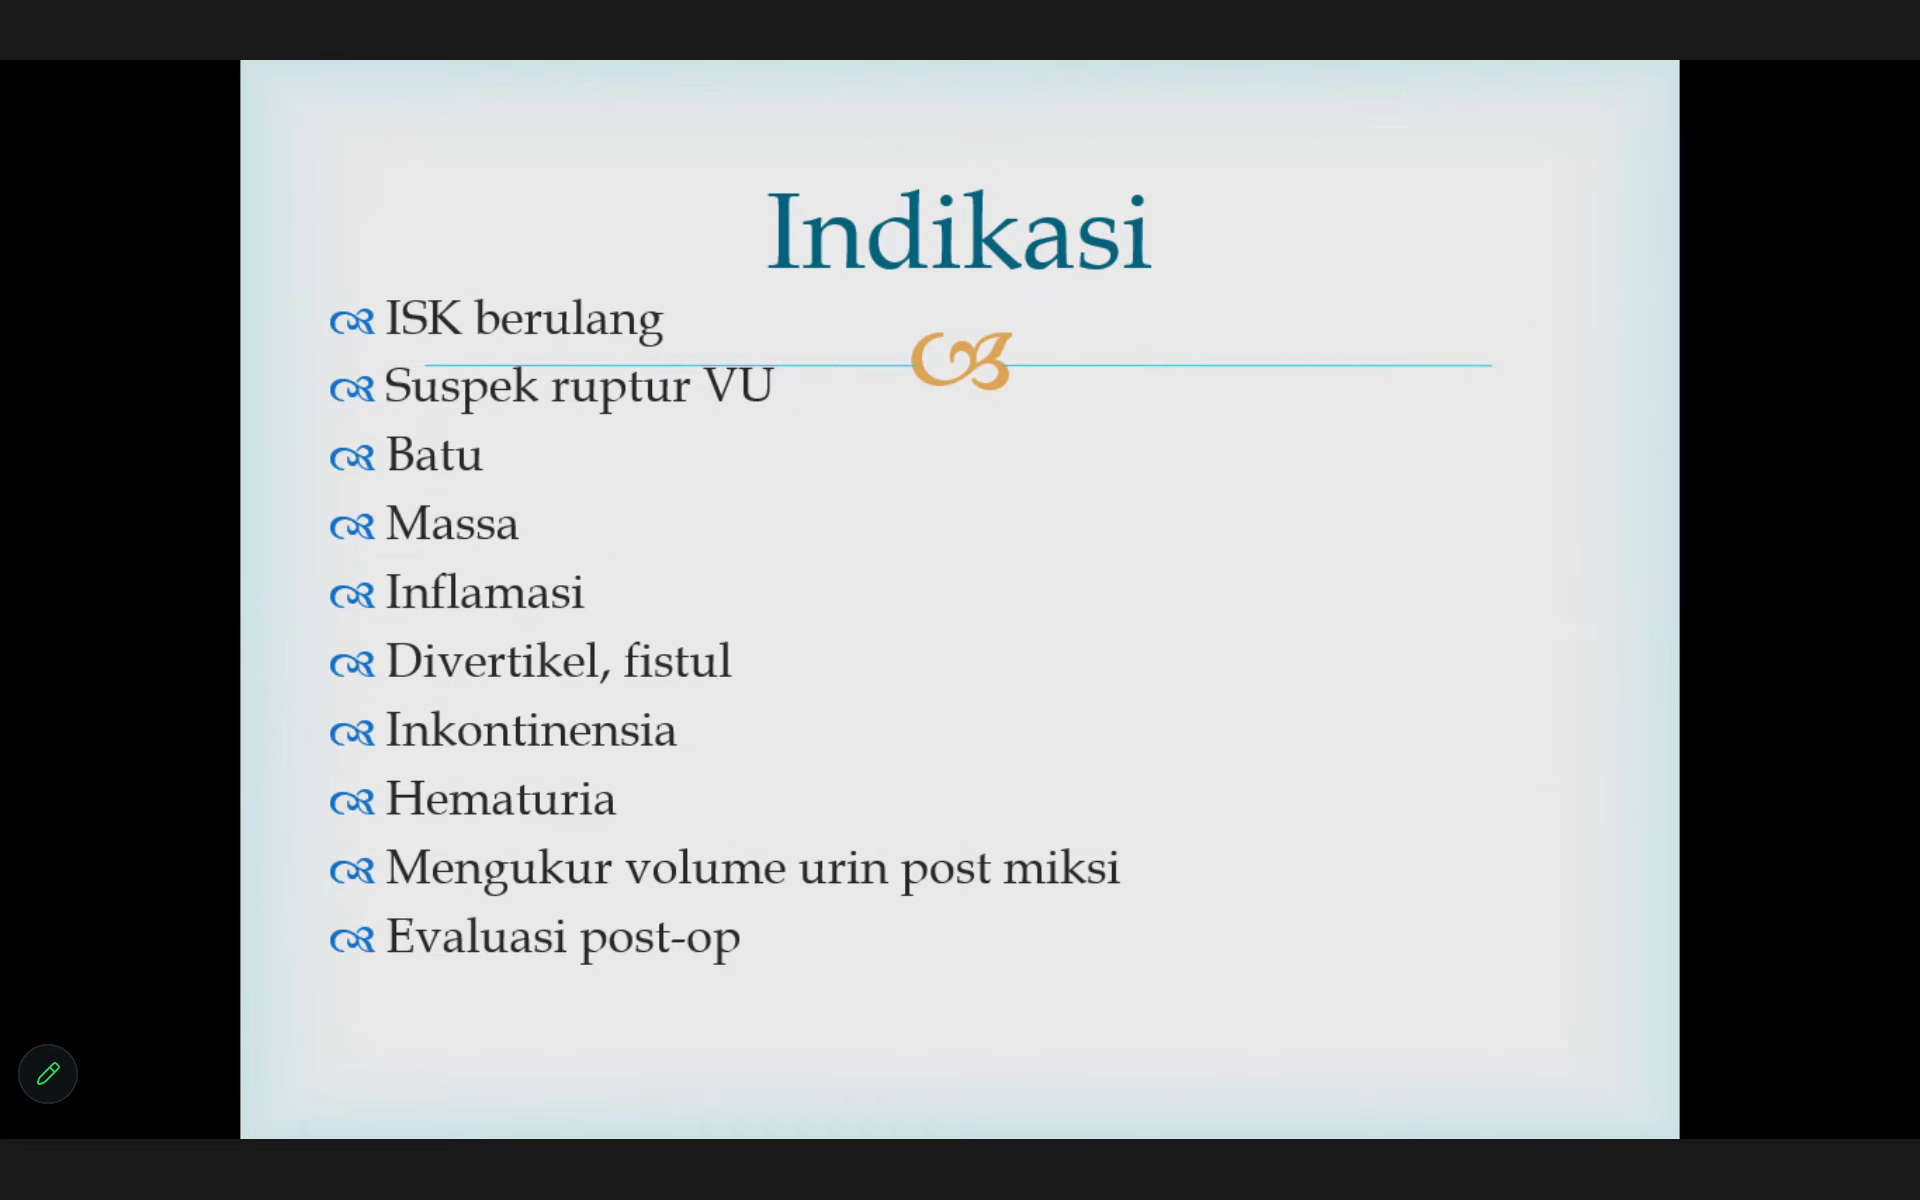 Indikasi
ISK berulang
Suspek ruptur VU
Batu
Massa
Inflamasi
Divertikel, fistul
Inkontinensia
Hematuria
Mengukur volume urin post miksi
Evaluasi post-op